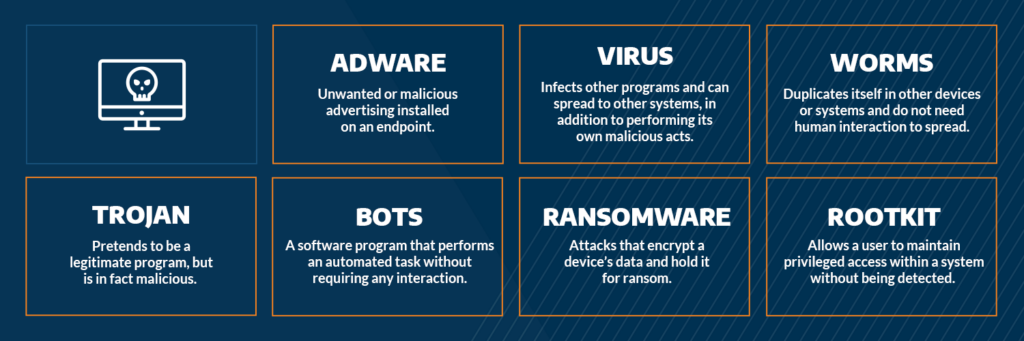 ADWARE
Unwanted or malicious
advertising installed
on an endpoint.
VIRUS
Infects other programs and can
spread to other systems, in
addition to performing its
own malicious acts.
WORMS
Duplicates itself in other devices
or systems and do not need
human interaction to spread.
TROJAN
Pretends to be a
legitimate program, but
is in fact malicious.
BOTS
A software program that performs
an automated task without
requiring any interaction.
RANSOMWARE
Attacks that encrypt a
device's data and hold it
for ransom.
ROOTKIT
Allows a user to maintain
privileged access within a system
without being detected.